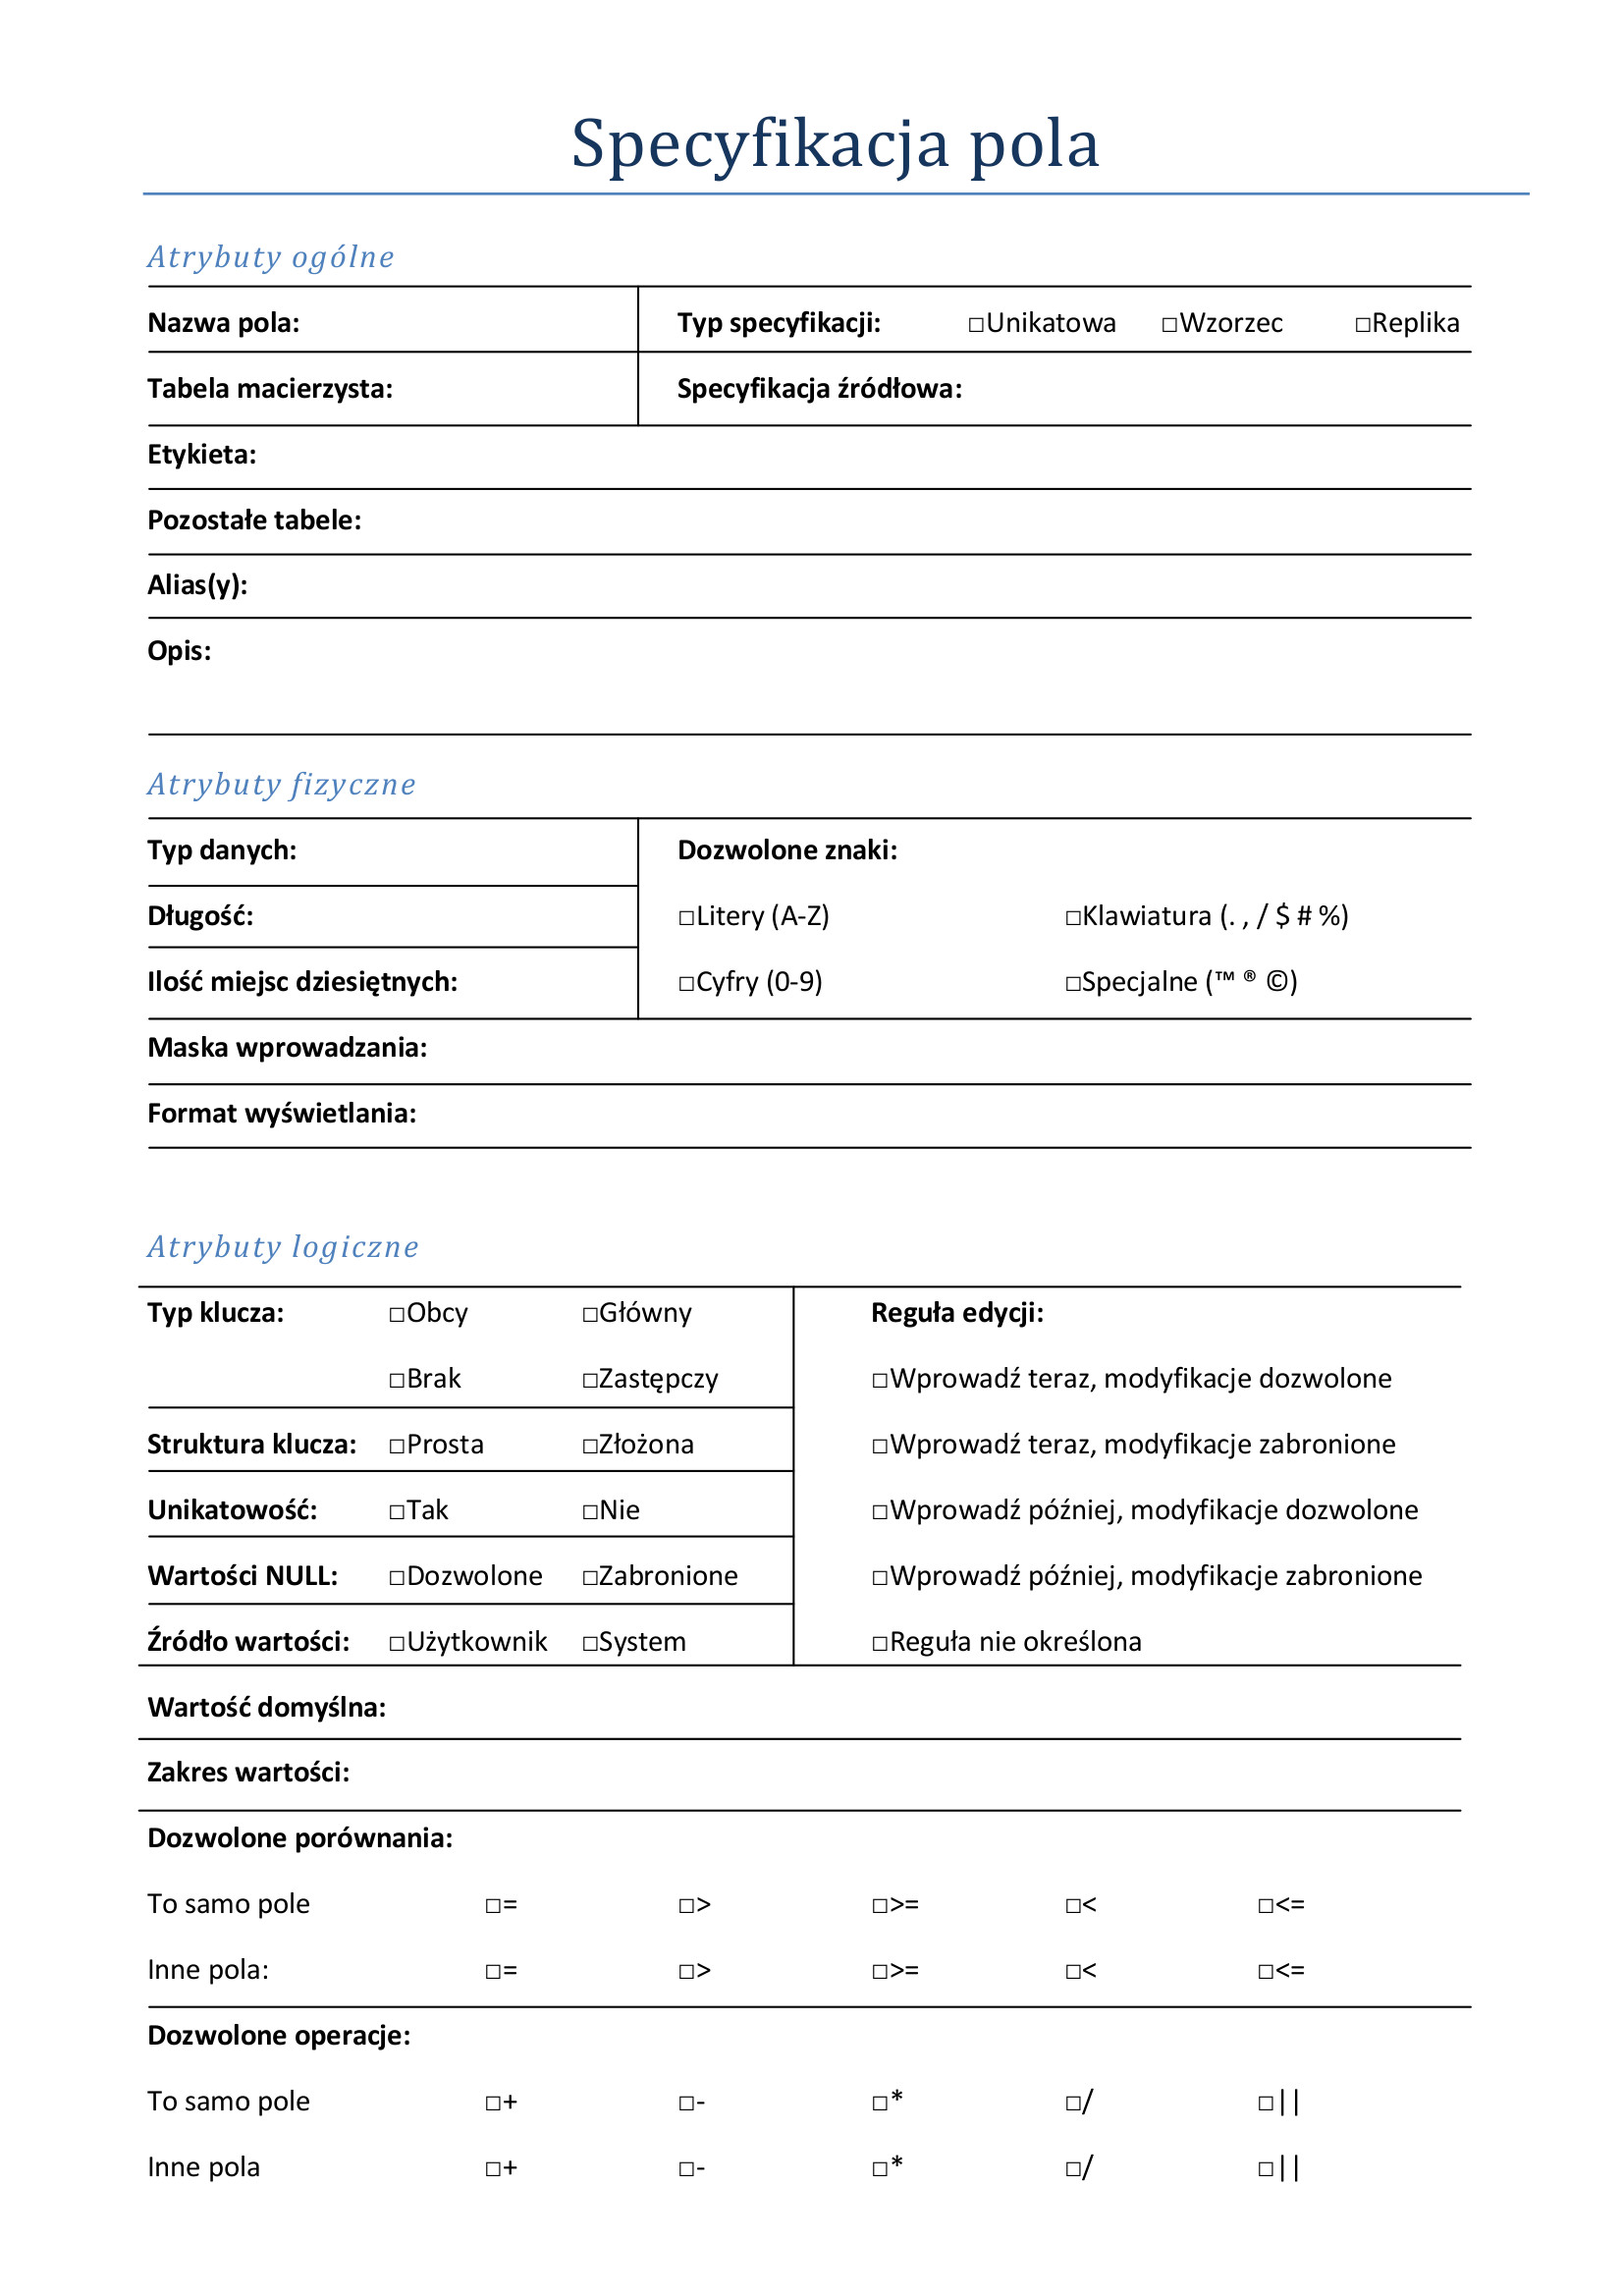 Specyfikacja pola
Atrybuty ogólne
Nazwa pola: Typ specyfikacji: □Unikatowa □Wzorzec □Replika
Tabela macierzysta: Specyfikacja źródłowa:
Etykieta:
Pozostałe tabele:
Alias(y):
Opis:
Atrybuty fizyczne
Typ danych: Dozwolone znaki:
Długość: □Litery (A-Z) □Klawiatura (. , / $ # %)
Ilość miejsc dziesiętnych: □Cyfry (0-9) □Specjalne (™ ® ©)
Maska wprowadzania:
Format wyświetlania:
Atrybuty logiczne
Typ klucza: □Obcy □Główny Reguła edycji:
□Brak □Zastępczy □Wprowadź teraz, modyfikacje dozwolone
Struktura klucza: □Prosta □Złożona □Wprowadź teraz, modyfikacje zabronione
Unikatowość: □Tak □Nie □Wprowadź później, modyfikacje dozwolone
Wartości NULL: □Dozwolone □Zabronione □Wprowadź później, modyfikacje zabronione
Źródło wartości: □Użytkownik □System □Reguła nie określona
Wartość domyślna:
Zakres wartości:
Dozwolone porównania:
To samo pole □= □> □>= □< □<=
Inne pola: □= □> □>= □< □<=
Dozwolone operacje:
To samo pole □+ □- □* □/ □||
Inne pola □+ □- □* □/ □||